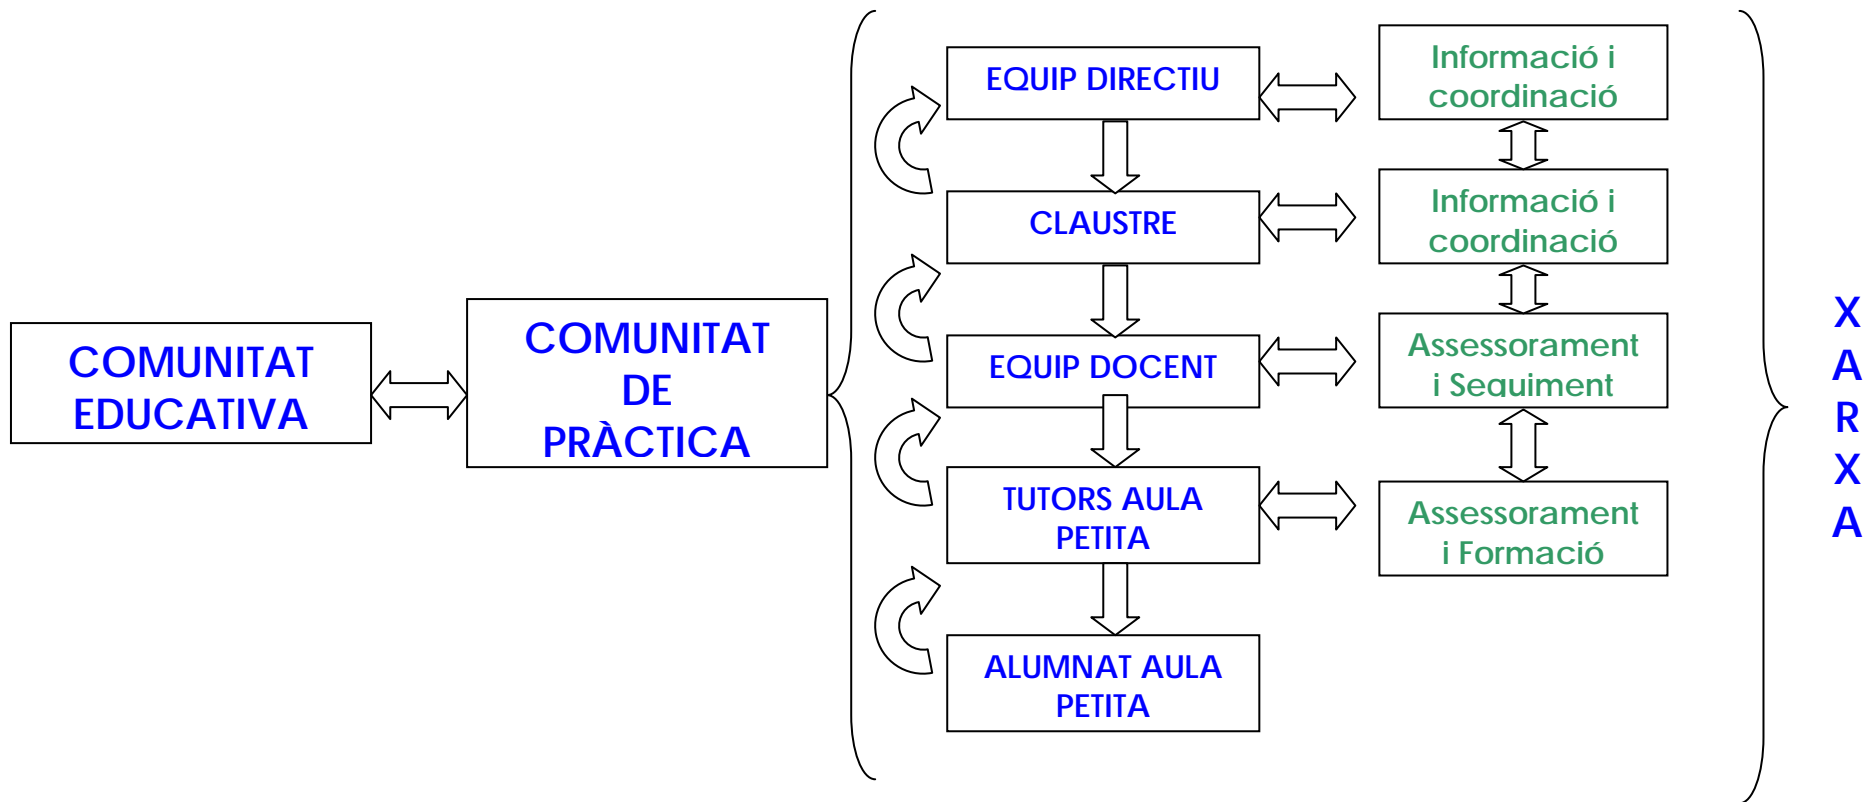 COMUNITAT
EDUCATIVA
COMUNITAT
DE
PRÀCTICA
EQUIP DIRECTIU
CLAUSTRE
EQUIP DOCENT
TUTORS AULA
PETITA
ALUMNAT AULA
PETITA
Informació i
coordinació
Informació i
coordinació
Assessorament
i Seguiment
Assessorament
i Formació
X
A
R
X
A